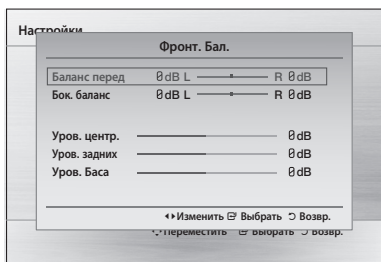 Настройки
Фронт. Бал.
Баланс перед 0dB L R 0dB
Бок. баланс 0dB L R 0dB
Уров. центр. 0dB
Уров. задних 0dB
Уров. Баса 0dB
Изменить Выбрать Возвр.
Переместить Выбрать Возвр.